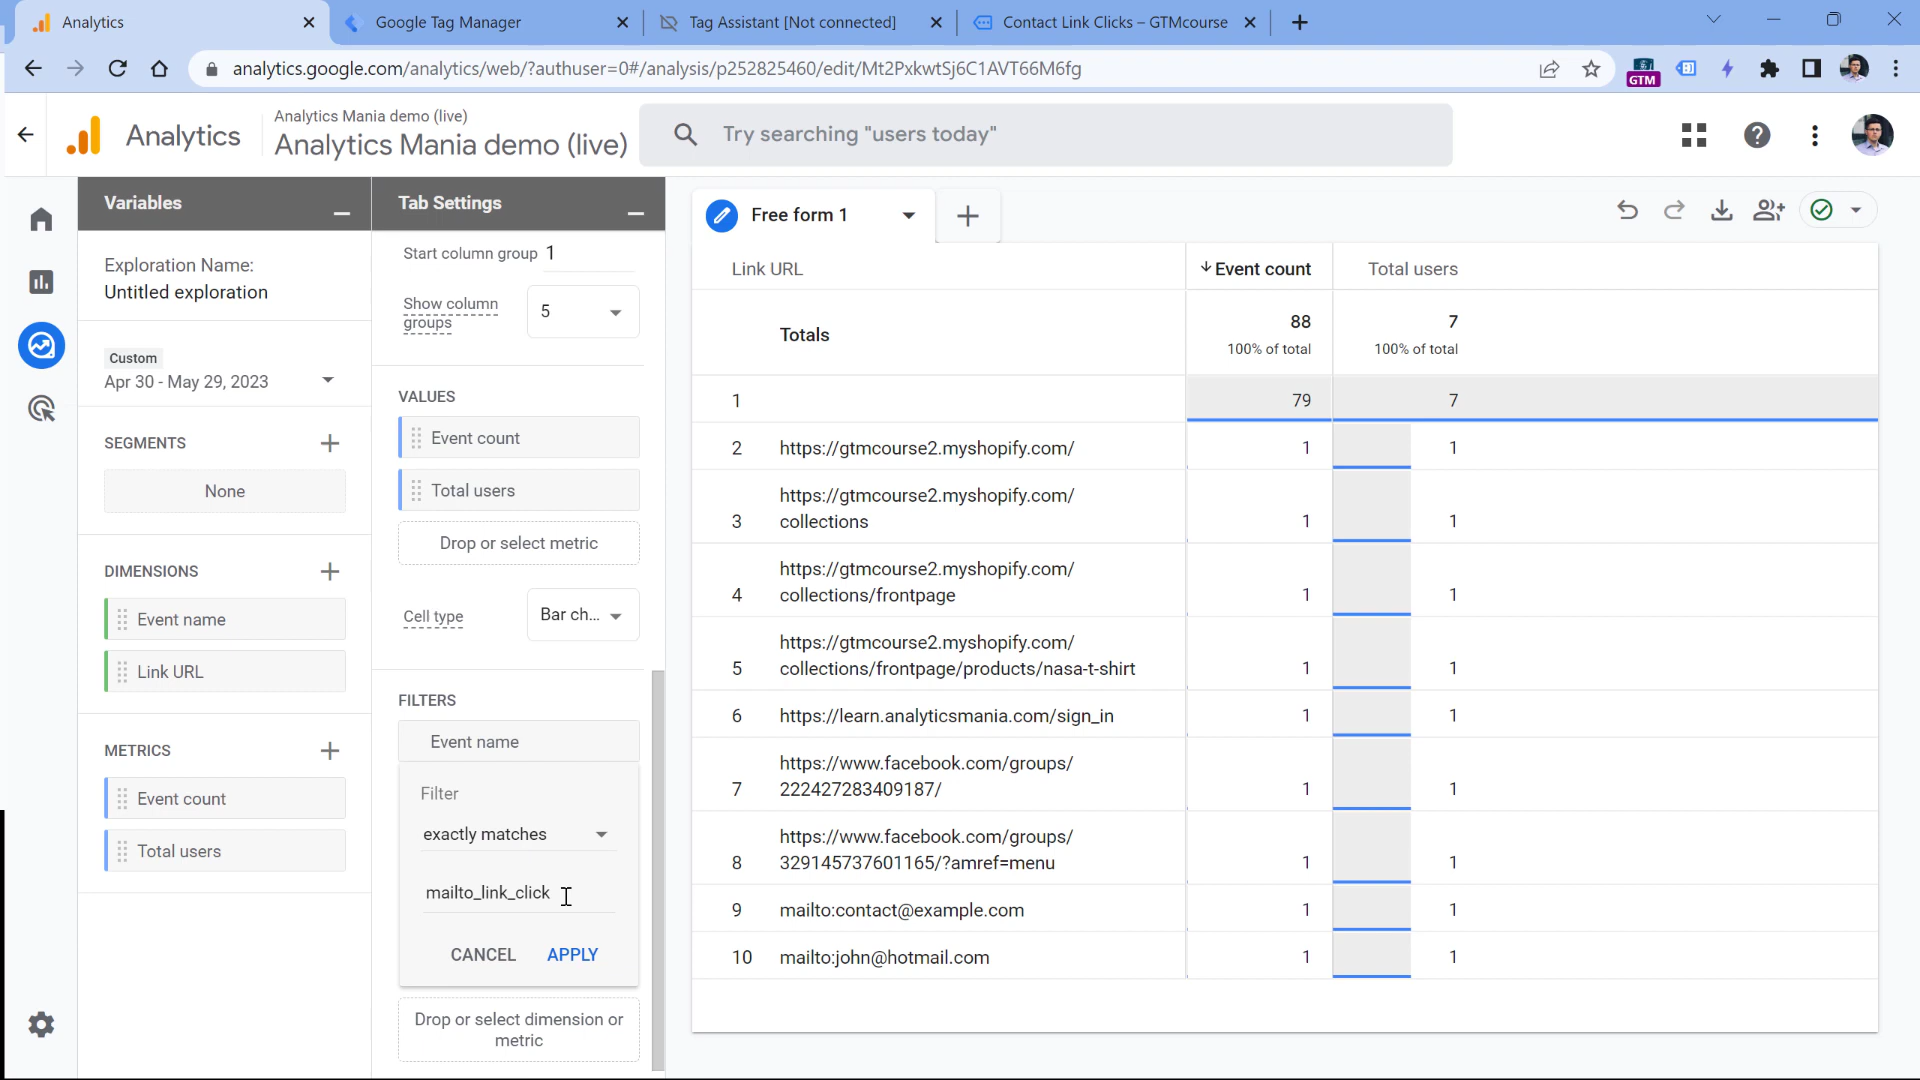 Analytics
Google Tag Manager
Tag Assistant [Not connected]
Contact Link Clicks – GTMcourse
analytics.google.com/analytics/web/?authuser=0#/analysis/p252825460/edit/Mt2PxkwtSj6C1AVT66M6fg
GTM
Analytics
Analytics Mania demo (live)
Analytics Mania demo (live)
Try searching "users today"
Variables
Exploration Name:
Untitled exploration
Custom
Apr 30 - May 29, 2023
SEGMENTS
None
DIMENSIONS
Event name
Link URL
METRICS
Event count
Total users
Tab Settings
Start column group 1
Show column
groups
5
VALUES
Event count
Total users
Drop or select metric
Cell type
Bar ch...
FILTERS
Event name
Filter
exactly matches
mailto_link_click
CANCEL APPLY
Drop or select dimension or
metric
Free form 1
Link URL Event count Total users
Totals 88 7
100% of total 100% of total
1 79 7
2 https://gtmcourse2.myshopify.com/ 1 1
https://gtmcourse2.myshopify.com/
3 collections 1 1
https://gtmcourse2.myshopify.com/
4 collections/frontpage 1 1
https://gtmcourse2.myshopify.com/
5 collections/frontpage/products/nasa-t-shirt 1 1
6 https://learn.analyticsmania.com/sign_in 1 1
https://www.facebook.com/groups/
7 222427283409187/ 1 1
https://www.facebook.com/groups/
8 329145737601165/?amref=menu 1 1
9 mailto:contact@example.com 1 1
10 mailto:john@hotmail.com 1 1